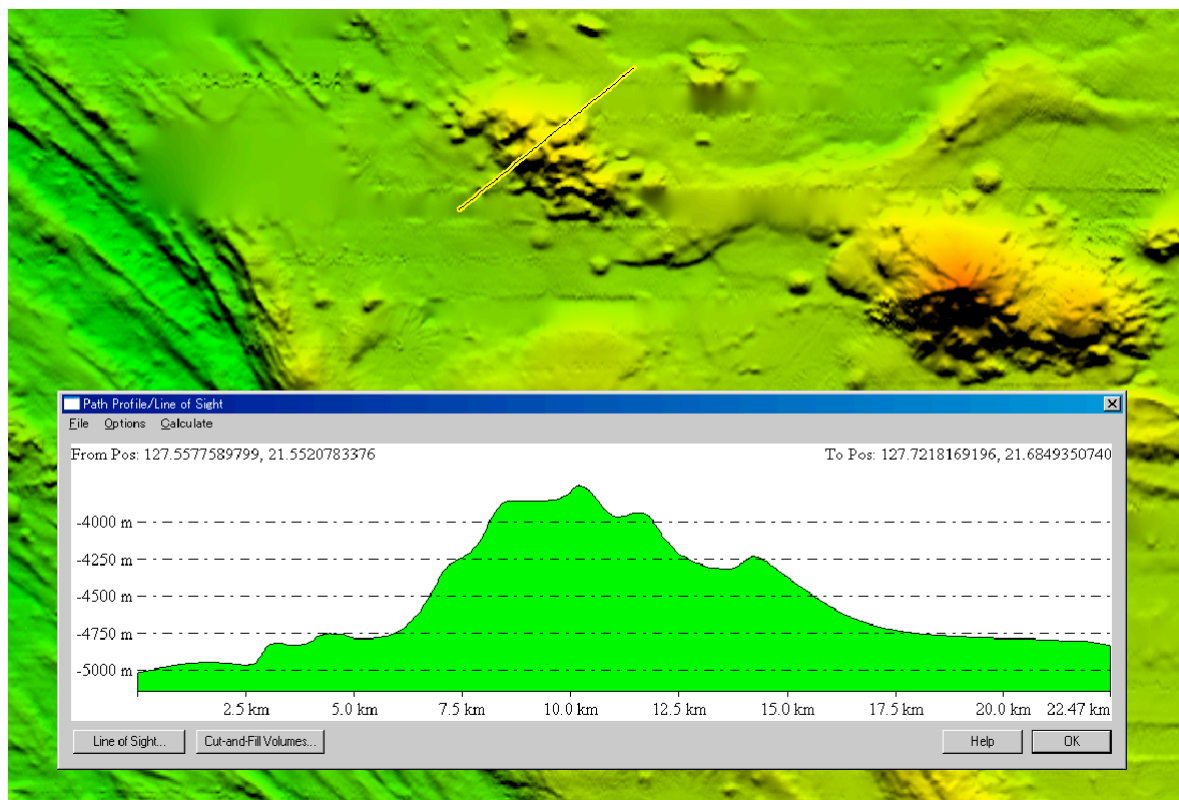 Path Profile/Line of Sight
File Options Calculate
From Pos: 127.5577589799, 21.5520783376 To Pos: 127.7218169196, 21.6849350740
-4000 m
-4250 m
-4500 m
-4750 m
-5000 m
2.5 km 5.0 km 7.5 km 10.0 km 12.5 km 15.0 km 17.5 km 20.0 km 22.47 km
Line of Sight... Cut-and-Fill Volumes... Help OK